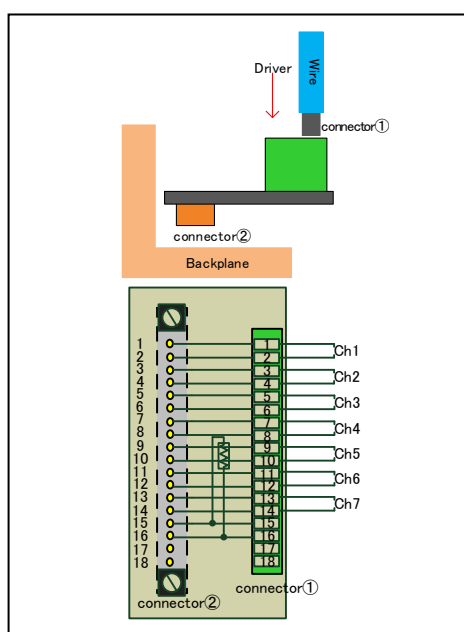 Driver
Wire
connector①
connector②
Backplane
1 1 Ch1
2 2
3 3 Ch2
4 4
5 5 Ch3
6 6
7 7 Ch4
8 8
9 9 Ch5
10 10
11 11 Ch6
12 12
13 13 Ch7
14 14
15 15
16 16
17 17
18 18
connector② connector①